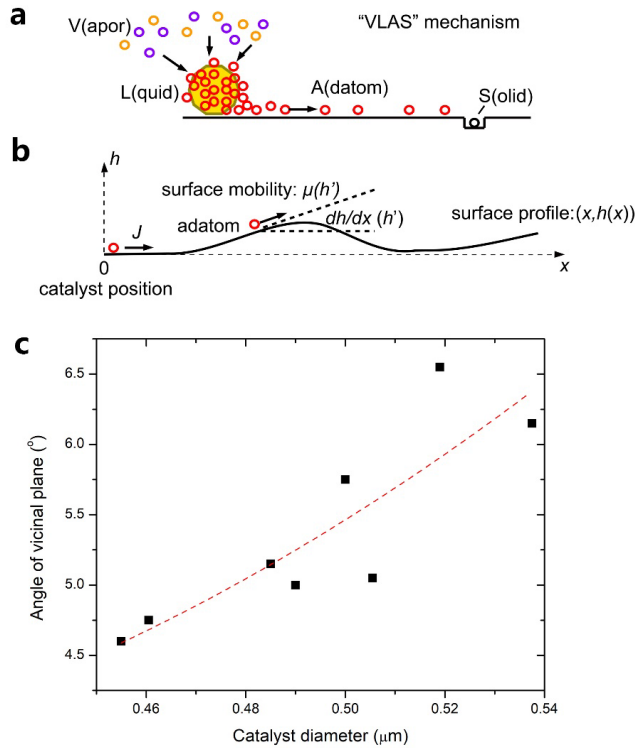 a
V(apor)
"VLAS" mechanism
L(quid)
A(datom)
S(olid)
b
h
surface mobility: μ(h')
adatom
dh/dx (h')
surface profile:(x,h(x))
J
0
x
catalyst position
c
6.5
6.0
5.5
5.0
4.5
Angle of vicinal plane (°)
0.46
0.48
0.50
0.52
0.54
Catalyst diameter (μm)